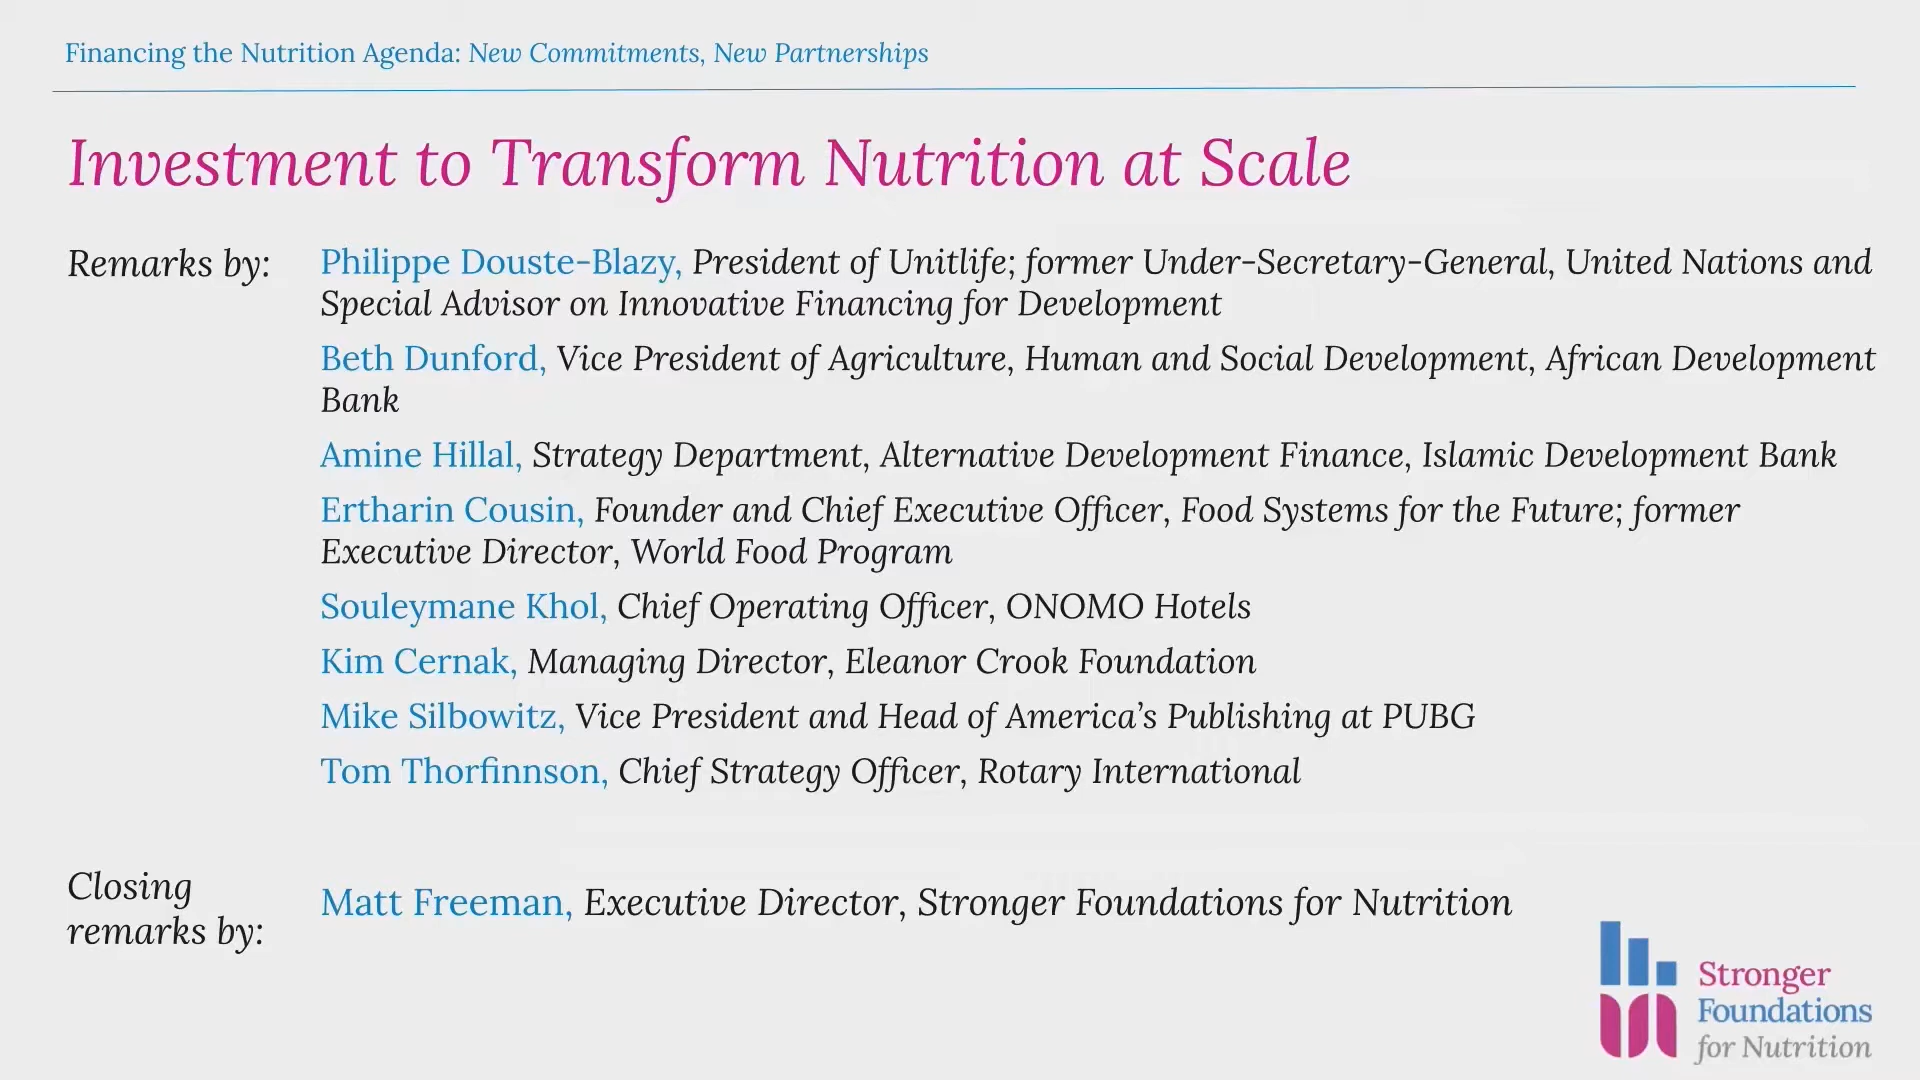 Financing the Nutrition Agenda: New Commitments, New Partnerships
Investment to Transform Nutrition at Scale
Remarks by:
Philippe Douste-Blazy, President of Unitlife; former Under-Secretary-General, United Nations and
Special Advisor on Innovative Financing for Development
Beth Dunford, Vice President of Agriculture, Human and Social Development, African Development
Bank
Amine Hillal, Strategy Department, Alternative Development Finance, Islamic Development Bank
Ertharin Cousin, Founder and Chief Executive Officer, Food Systems for the Future; former
Executive Director, World Food Program
Souleymane Khol, Chief Operating Officer, ONOMO Hotels
Kim Cernak, Managing Director, Eleanor Crook Foundation
Mike Silbowitz, Vice President and Head of America’s Publishing at PUBG
Tom Thorfinnson, Chief Strategy Officer, Rotary International
Closing
remarks by:
Matt Freeman, Executive Director, Stronger Foundations for Nutrition
Stronger
Foundations
for Nutrition